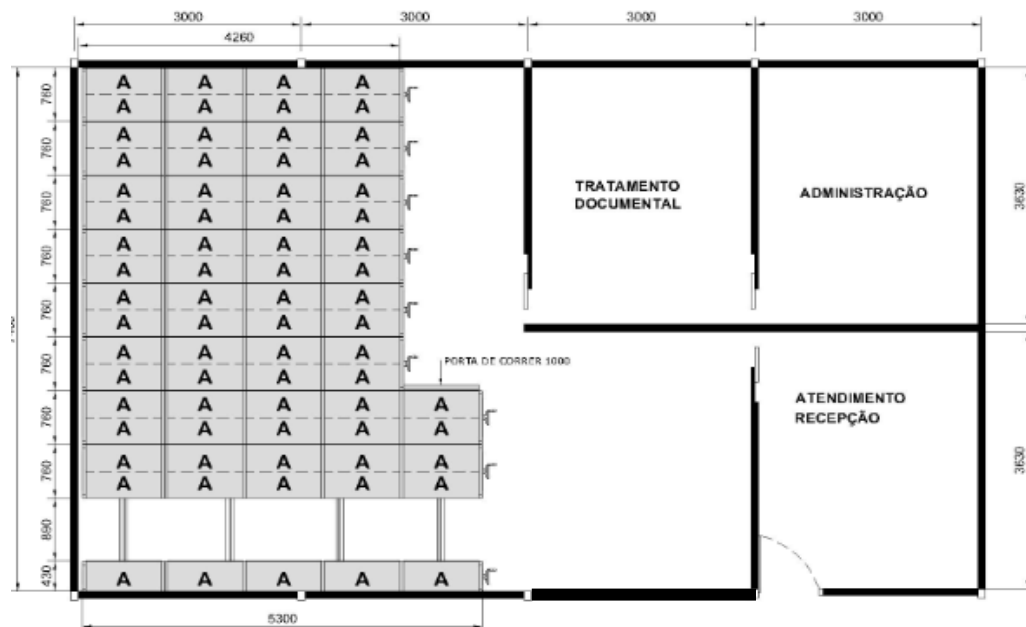 3000 3000 3000 3000
4260
A A A A
760 A A A A
A A A A
760 A A A A
A A A A
760 A A A A
TRATAMENTO
DOCUMENTAL
ADMINISTRAÇÃO
3630
A A A A
760 A A A A
A A A A
760 A A A A
A A A A
760 A A A A
PORTA DE CORRER 1000
A A A A A
760 A A A A A
ATENDIMENTO
RECEPÇÃO
A A A A A
760 A A A A A
3630
890
430 A A A A A
5300